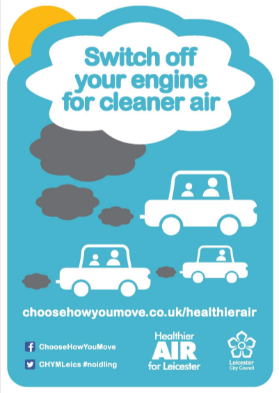 Switch off
your engine
for cleaner air
choosehowyoumove.co.uk/healthierair
ChooseHowYouMove
CHYMLeics #noidling
Healthier
AIR
for Leicester
Leicester
City Council